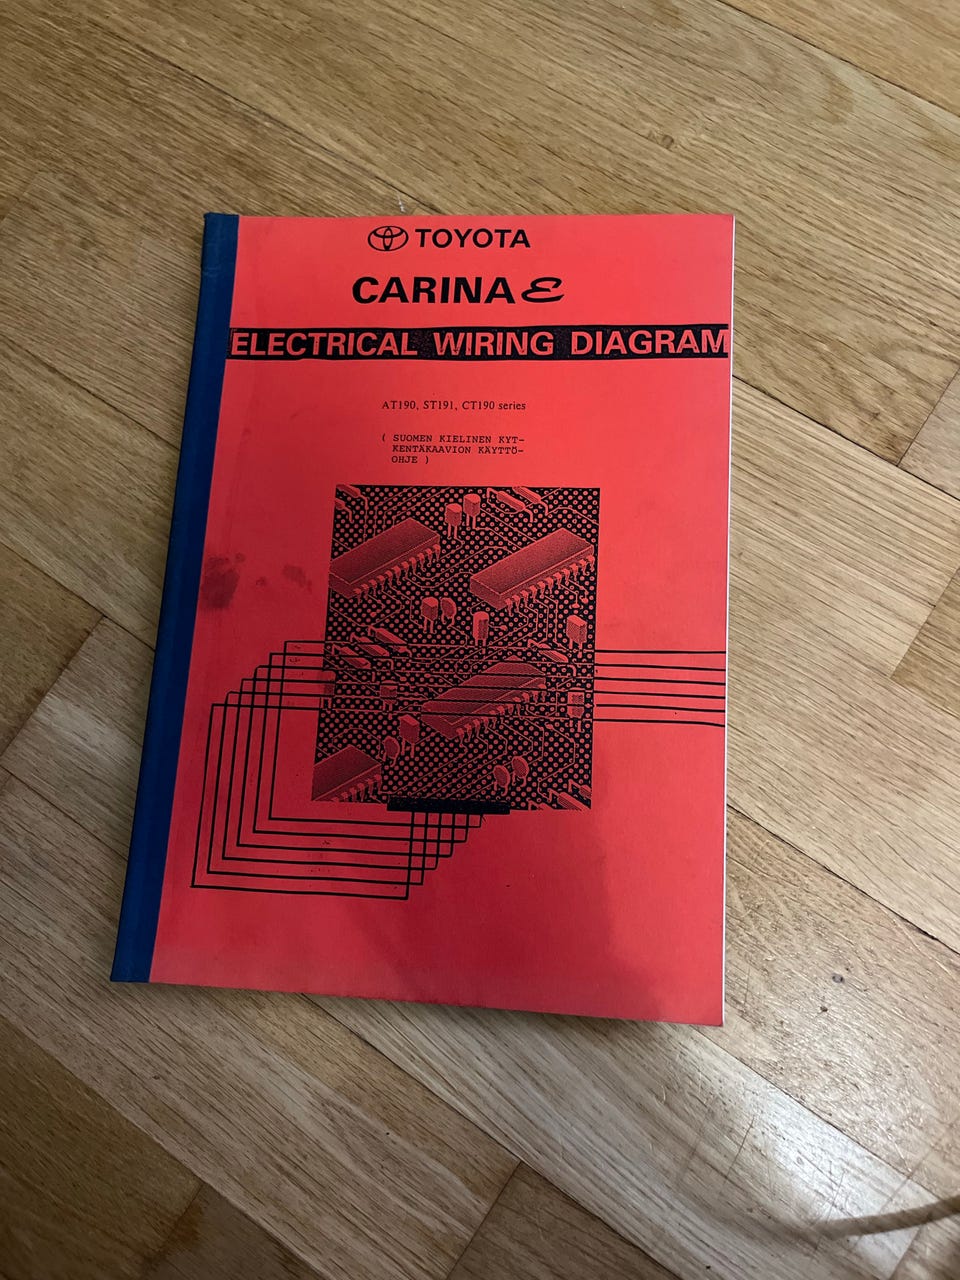 TOYOTA
CARINA E
ELECTRICAL WIRING DIAGRAM
AT190, ST191, CT190 series
( SUOMEN KIELINEN KYT-
KENTÄKAAVION KÄYTTÖ-
OHJE )